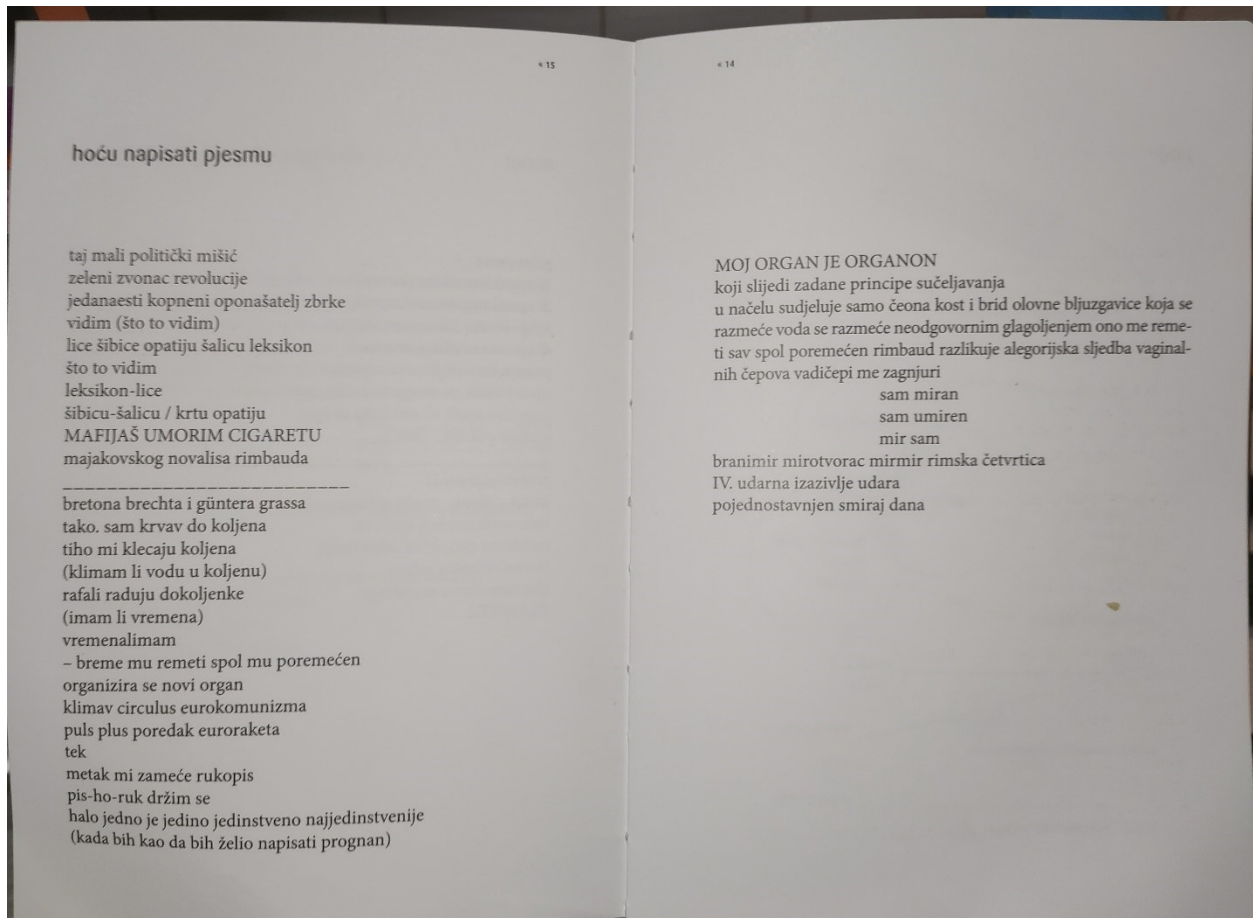 « 15
hoću napisati pjesmu
taj mali politički mišić
zeleni zvonac revolucije
jedanaesti kopneni oponašatelj zbrke
vidim (što to vidim)
lice šibice opatiju šalicu leksikon
što to vidim
leksikon-lice
šibicu-šalicu / krtu opatiju
MAFIJAŠ UMORIM CIGARETU
majakovskog novalisa rimbauda
___________________________
bretona brechta i güntera grassa
tako. sam krvav do koljena
tiho mi klecaju koljena
(klimam li vodu u koljenu)
rafali raduju dokoljenke
(imam li vremena)
vremenalimam
– breme mu remeti spol mu poremećen
organizira se novi organ
klimav circulus eurokomunizma
puls plus poredak euroraketa
tek
metak mi zameće rukopis
pis-ho-ruk držim se
halo jedno je jedino jedinstveno najjedinstvenije
(kada bih kao da bih želio napisati prognan)
« 14
MOJ ORGAN JE ORGANON
koji slijedi zadane principe sučeljavanja
u načelu sudjeluje samo čeona kost i brid olovne bljuzgavice koja se
razmeće voda se razmeće neodgovornim glagoljenjem ono me reme-
ti sav spol poremećen rimbaud razlikuje alegorijska sljedba vaginal-
nih čepova vadičepi me zagnjuri
sam miran
sam umiren
mir sam
branimir mirotvorac mirmir rimska četvrtica
IV. udarna izazivlje udara
pojednostavnjen smiraj dana